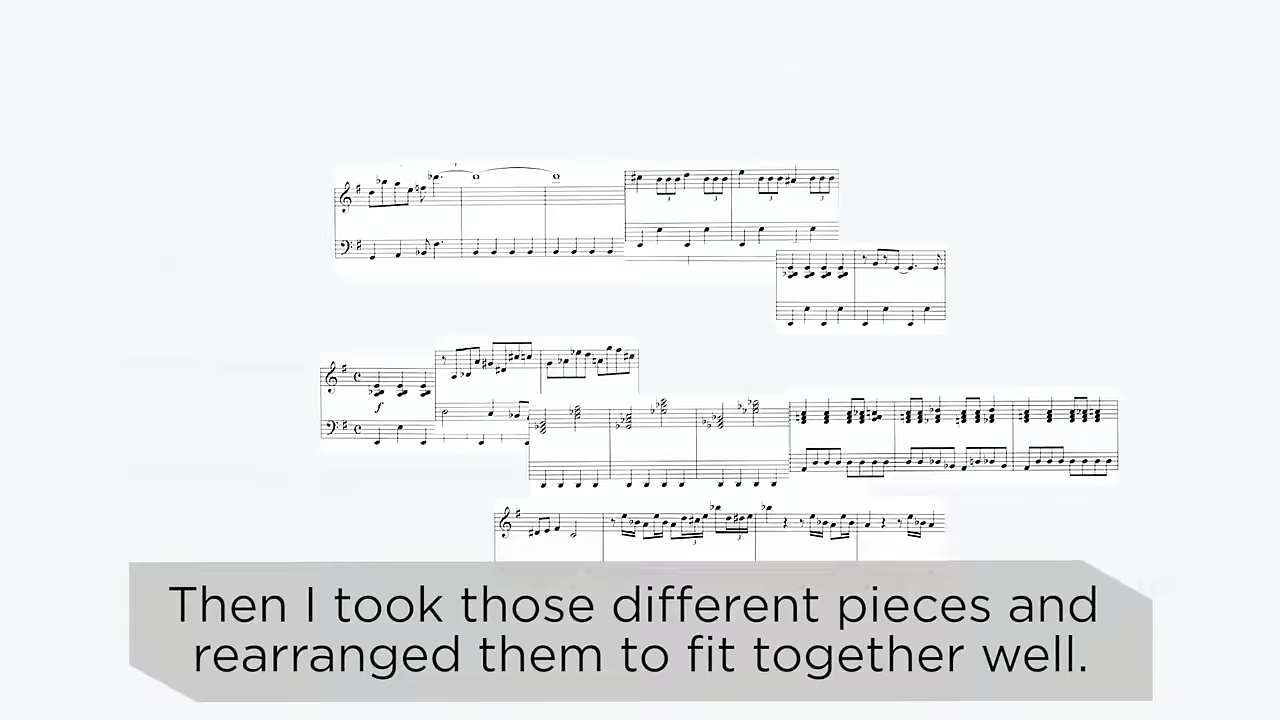 Then I took those different pieces and
rearranged them to fit together well.